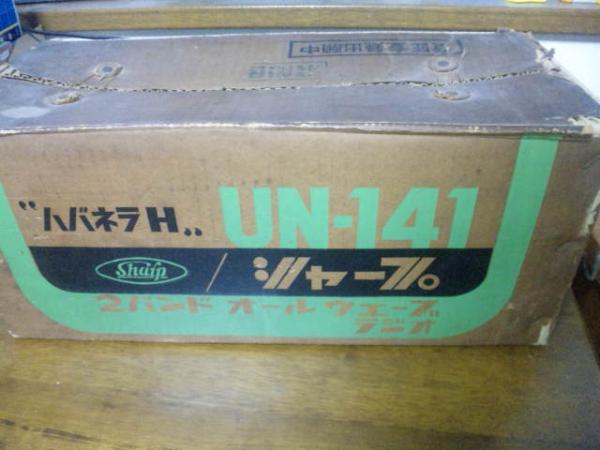 "ハバネラH" UN-141
Sharp / シャープ
2バンド オールウエーブ
ラジオ